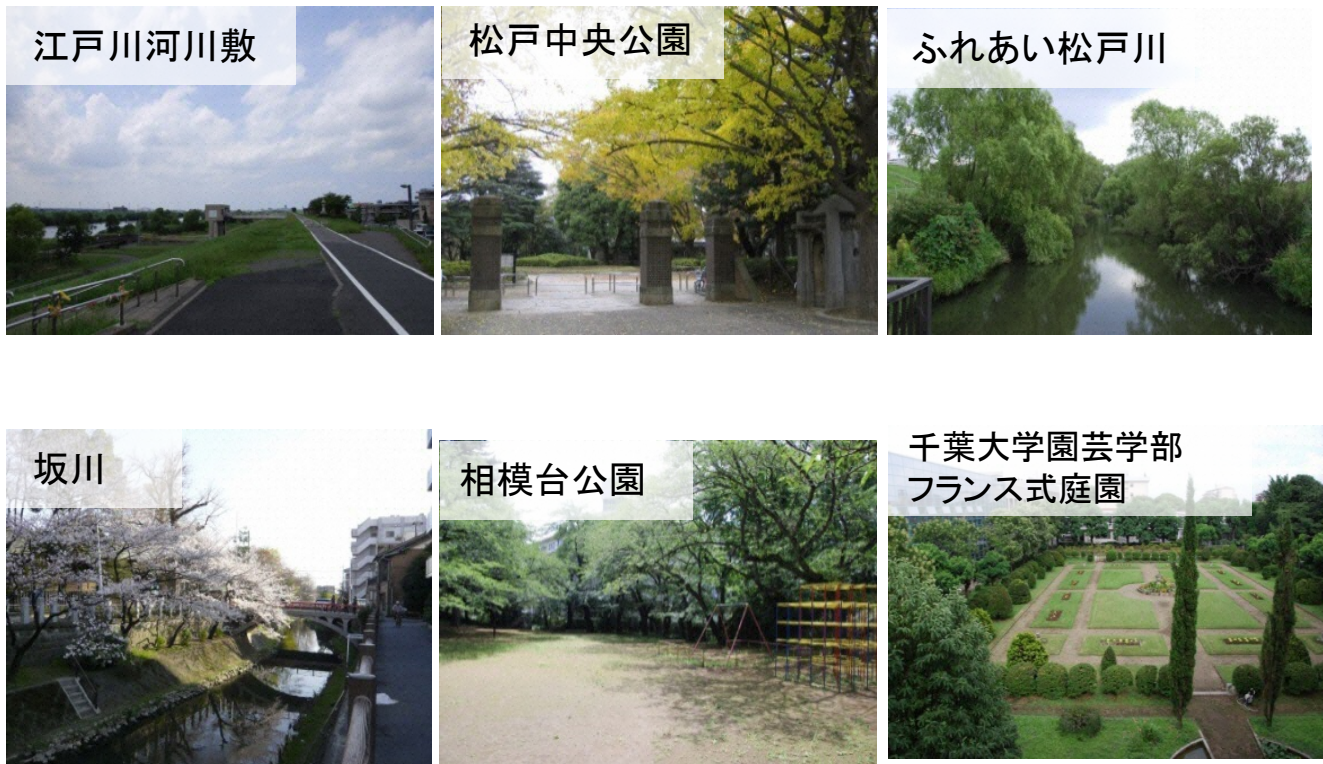 江戸川河川敷
松戸中央公園
ふれあい松戸川
坂川
相模台公園
千葉大学園芸学部
フランス式庭園